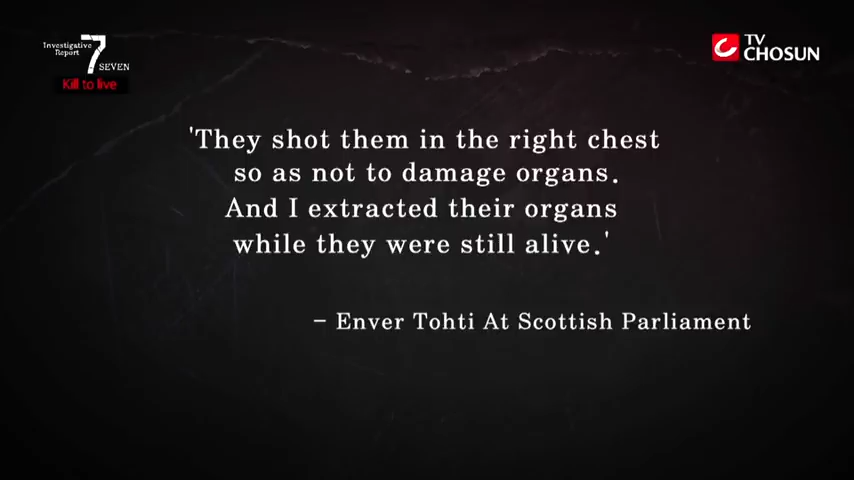 Investigative
Report
7
SEVEN
Kill to live
TV
CHOSUN
'They shot them in the right chest
so as not to damage organs.
And I extracted their organs
while they were still alive.'
– Enver Tohti At Scottish Parliament